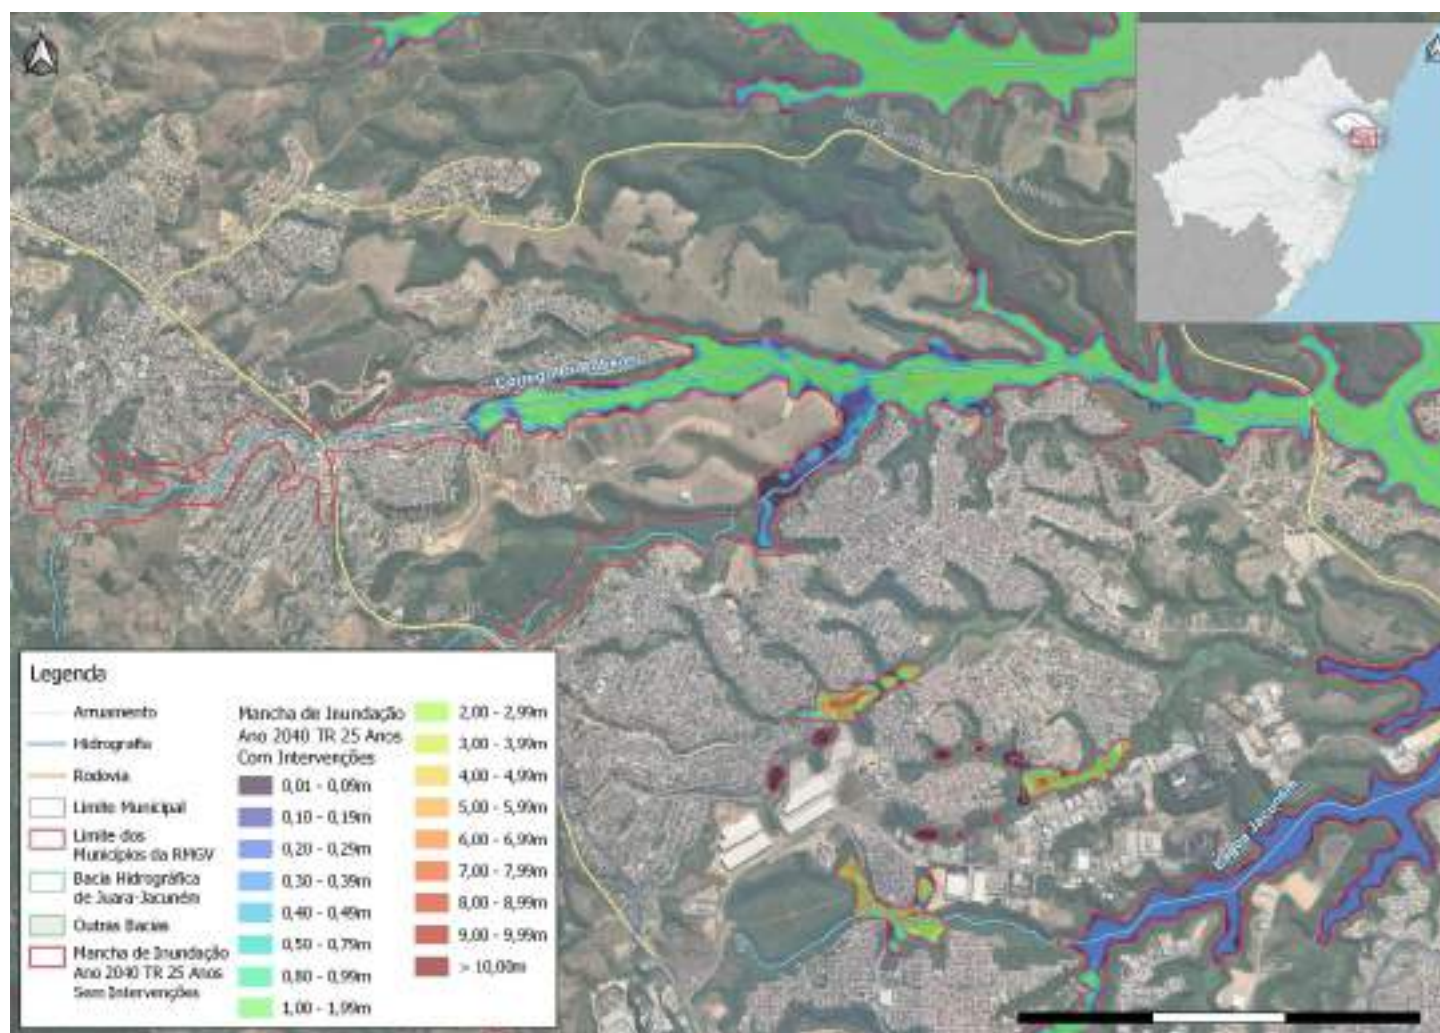 Legenda
Arruamento
Hidrografia
Rodovia
Limite Municipal
Limite dos
Municípios da RMGV
Bacia Hidrográfica
de Juara-Jacuném
Outras Bacias
Mancha de Inundação
Ano 2040 TR 25 Anos
Sem Intervenções
Mancha de Inundação
Ano 2040 TR 25 Anos
Com Intervenções
0,01 - 0,09m
0,10 - 0,19m
0,20 - 0,29m
0,30 - 0,39m
0,40 - 0,49m
0,50 - 0,79m
0,80 - 0,99m
1,00 - 1,99m
2,00 - 2,99m
3,00 - 3,99m
4,00 - 4,99m
5,00 - 5,99m
6,00 - 6,99m
7,00 - 7,99m
8,00 - 8,99m
9,00 - 9,99m
> 10,00m
Lagoa Jacuném
Córrego